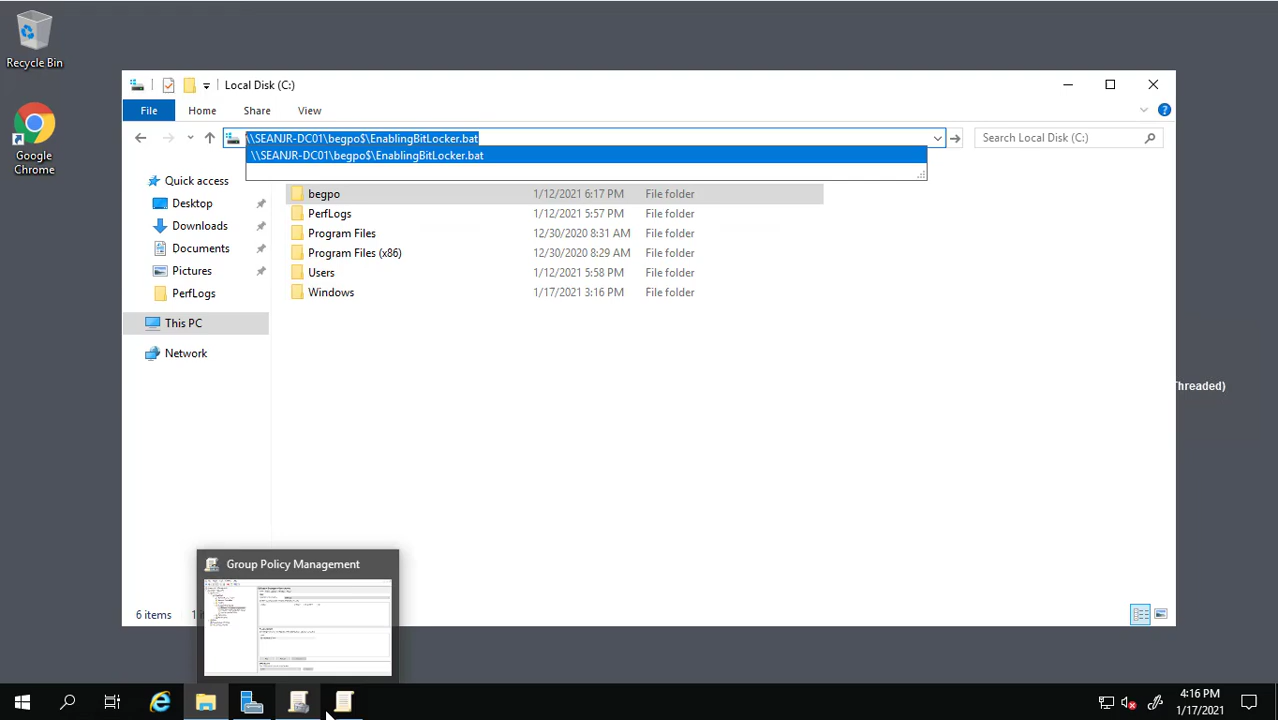 Recycle Bin
Google
Chrome
Local Disk (C:)
File
Home
Share
View
\\SEANJR-DC01\begpo$\EnablingBitLocker.bat
Search Local Disk (C:)
\\SEANJR-DC01\begpo$\EnablingBitLocker.bat
Quick access
Desktop
Downloads
Documents
Pictures
PerfLogs
This PC
Network
begpo 1/12/2021 6:17 PM File folder
PerfLogs 1/12/2021 5:57 PM File folder
Program Files 12/30/2020 8:31 AM File folder
Program Files (x86) 12/30/2020 8:29 AM File folder
Users 1/12/2021 5:58 PM File folder
Windows 1/17/2021 3:16 PM File folder
Threaded)
Group Policy Management
6 items
4:16 PM
1/17/2021